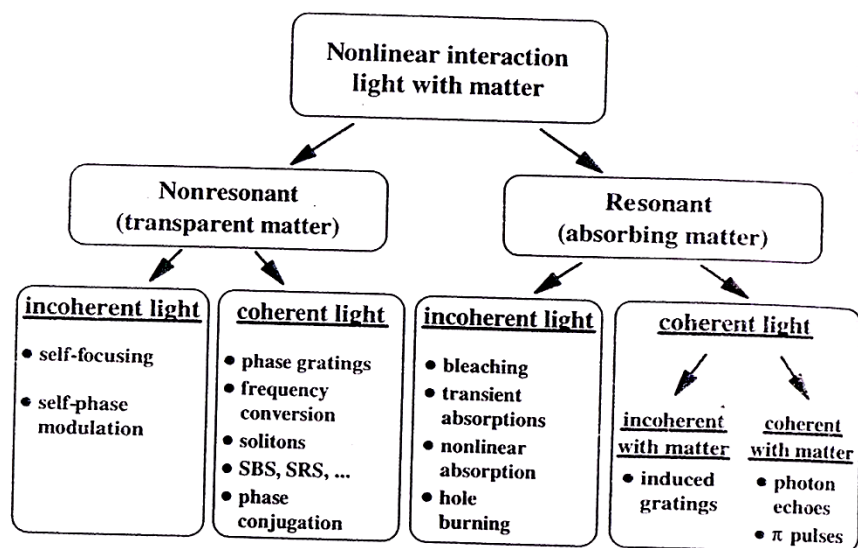 Nonlinear interaction
light with matter
Nonresonant
(transparent matter)
Resonant
(absorbing matter)
incoherent light
• self-focusing
• self-phase
modulation
coherent light
• phase gratings
• frequency
conversion
• solitons
• SBS, SRS, ...
• phase
conjugation
incoherent light
• bleaching
• transient
absorptions
• nonlinear
absorption
• hole
burning
coherent light
incoherent
with matter
• induced
gratings
coherent
with matter
• photon
echoes
• π pulses